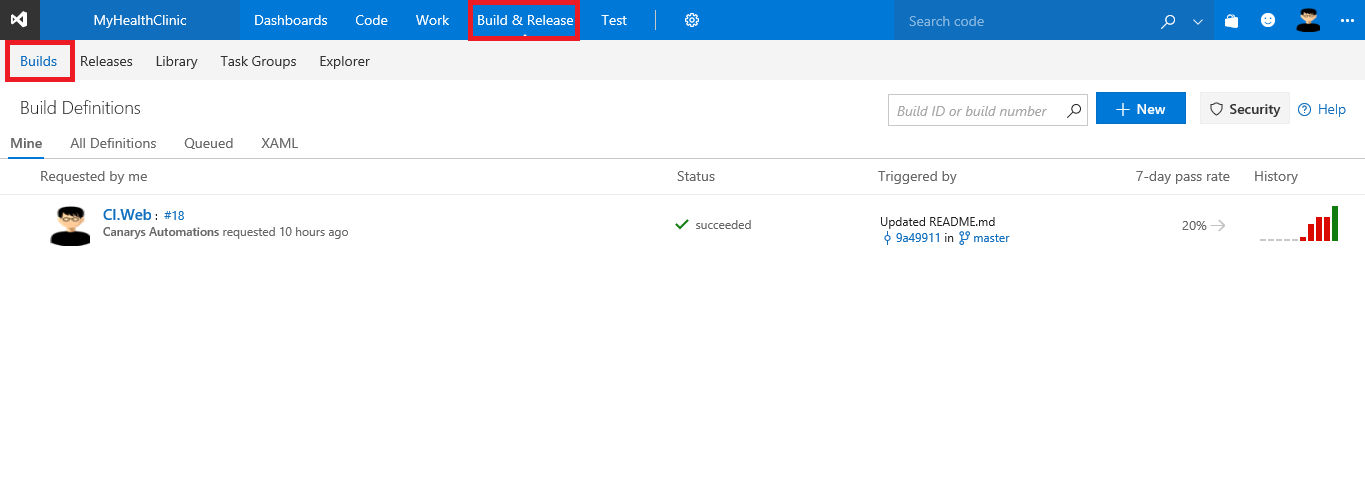 MyHealthClinic Dashboards Code Work Build & Release Test Search code
Builds Releases Library Task Groups Explorer
Build Definitions Build ID or build number + New Security Help
Mine All Definitions Queued XAML
Requested by me Status Triggered by 7-day pass rate History
CI.Web : #18
Canarys Automations requested 10 hours ago
succeeded
Updated README.md
9a49911 in master
20%